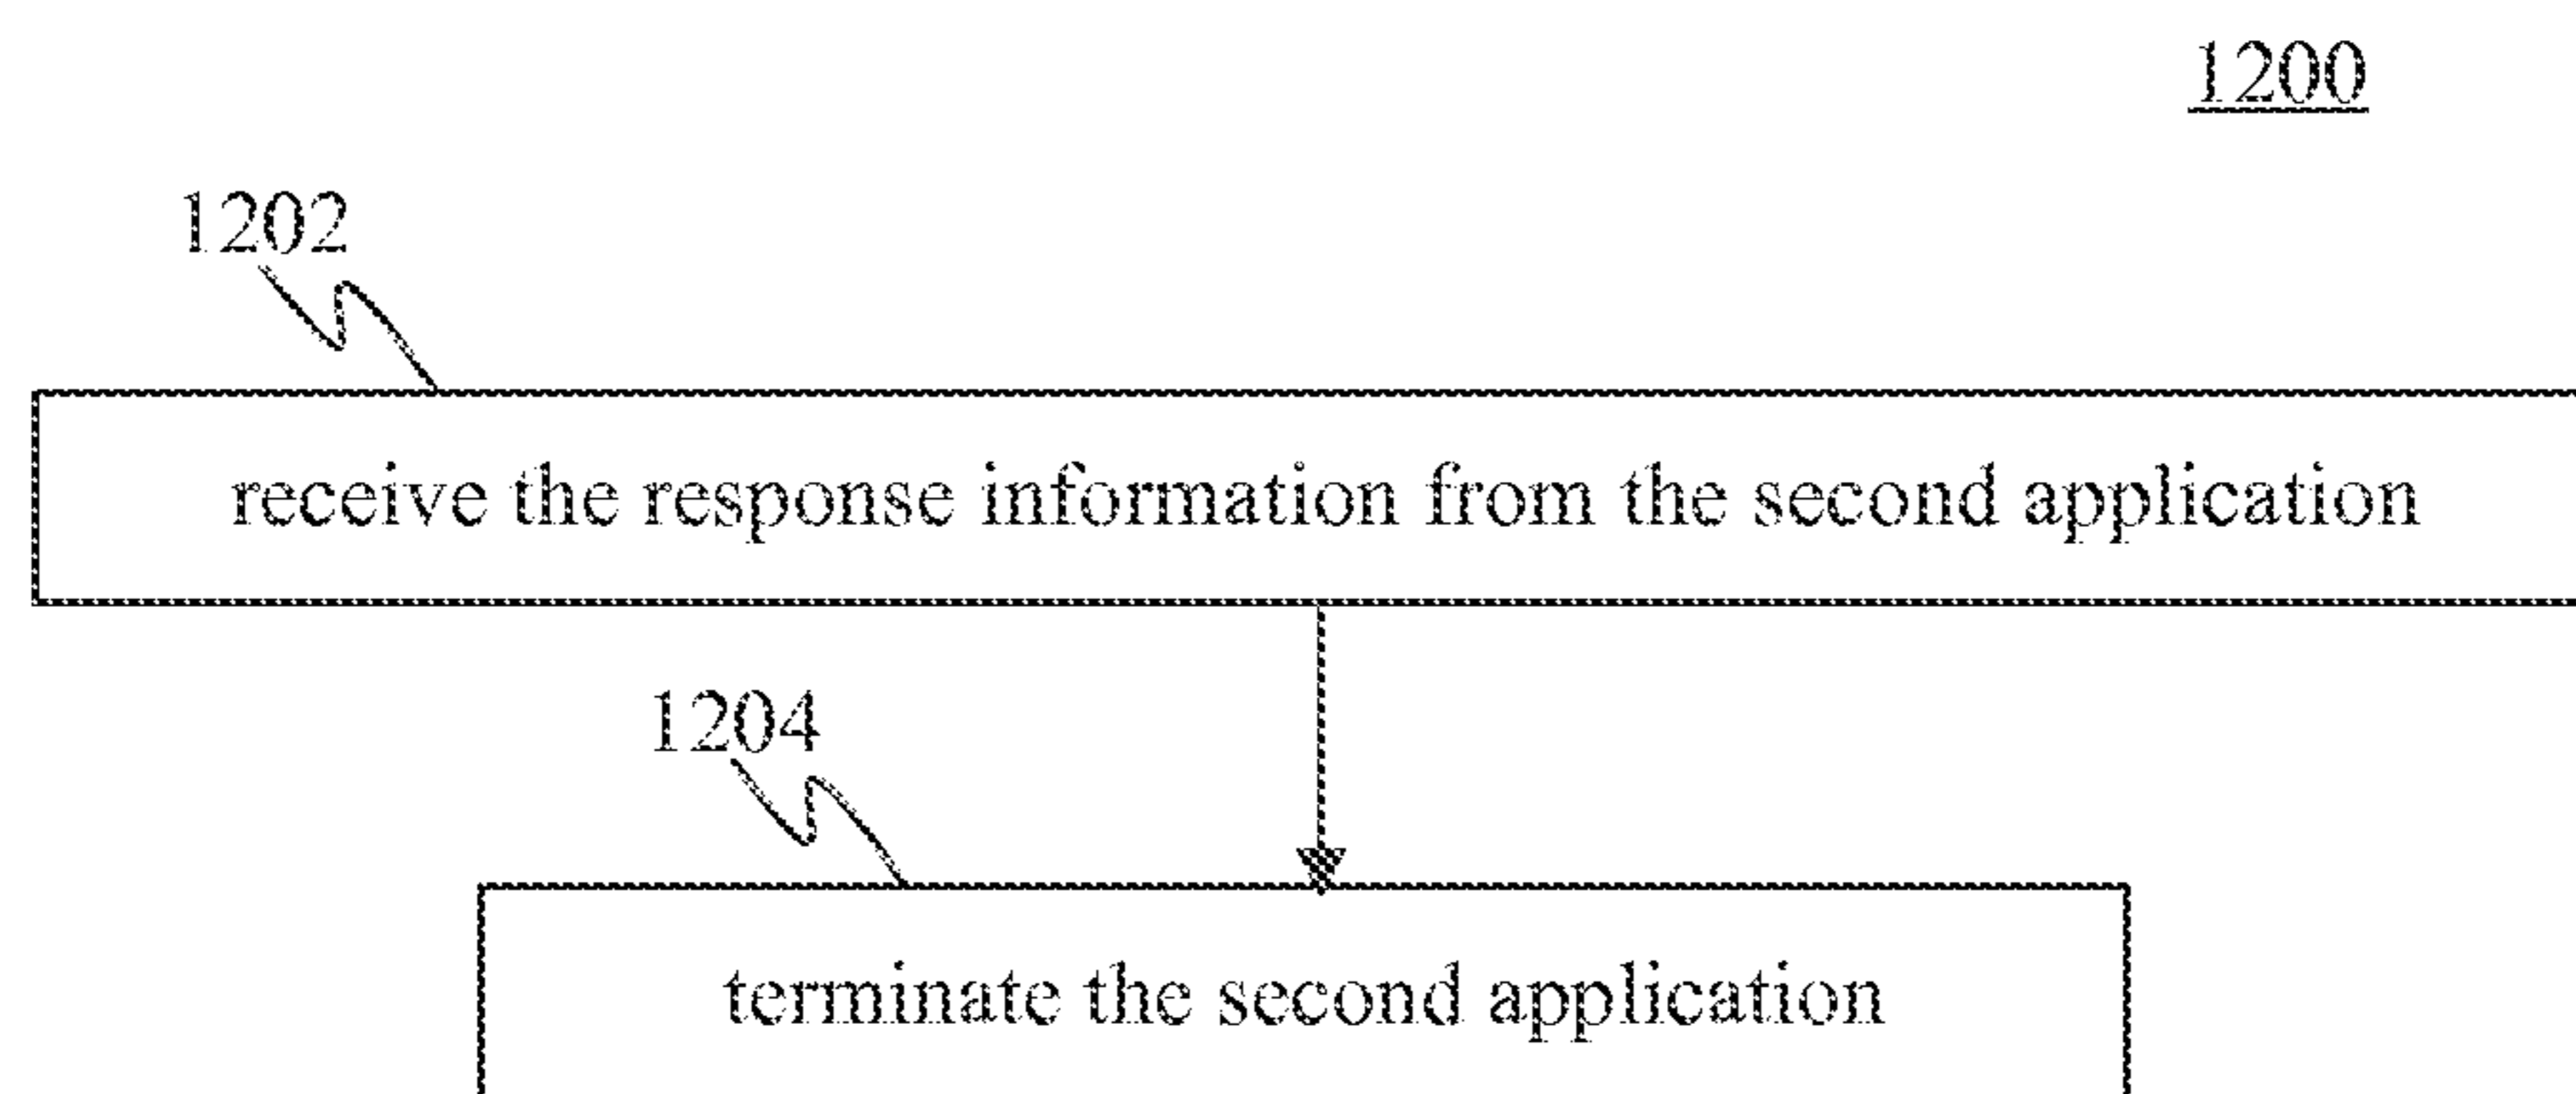 1200
1202
receive the response information from the second application
1204
terminate the second application